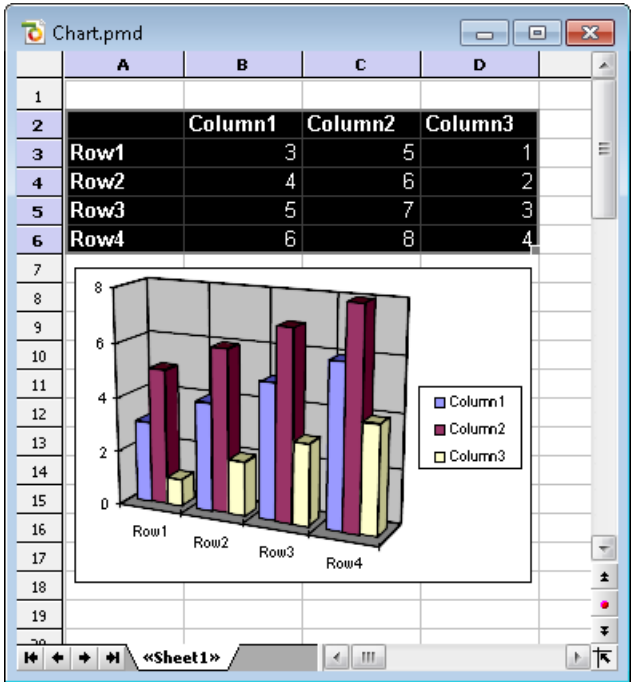 Chart.pmd
A B C D
1
2 Column1 Column2 Column3
3 Row1 3 5 1
4 Row2 4 6 2
5 Row3 5 7 3
6 Row4 6 8 4
7
8
9
10
11
12
13
14
15
16
17
18
19
8
6
4
2
0
Row1 Row2 Row3 Row4
Column1
Column2
Column3
«Sheet1»